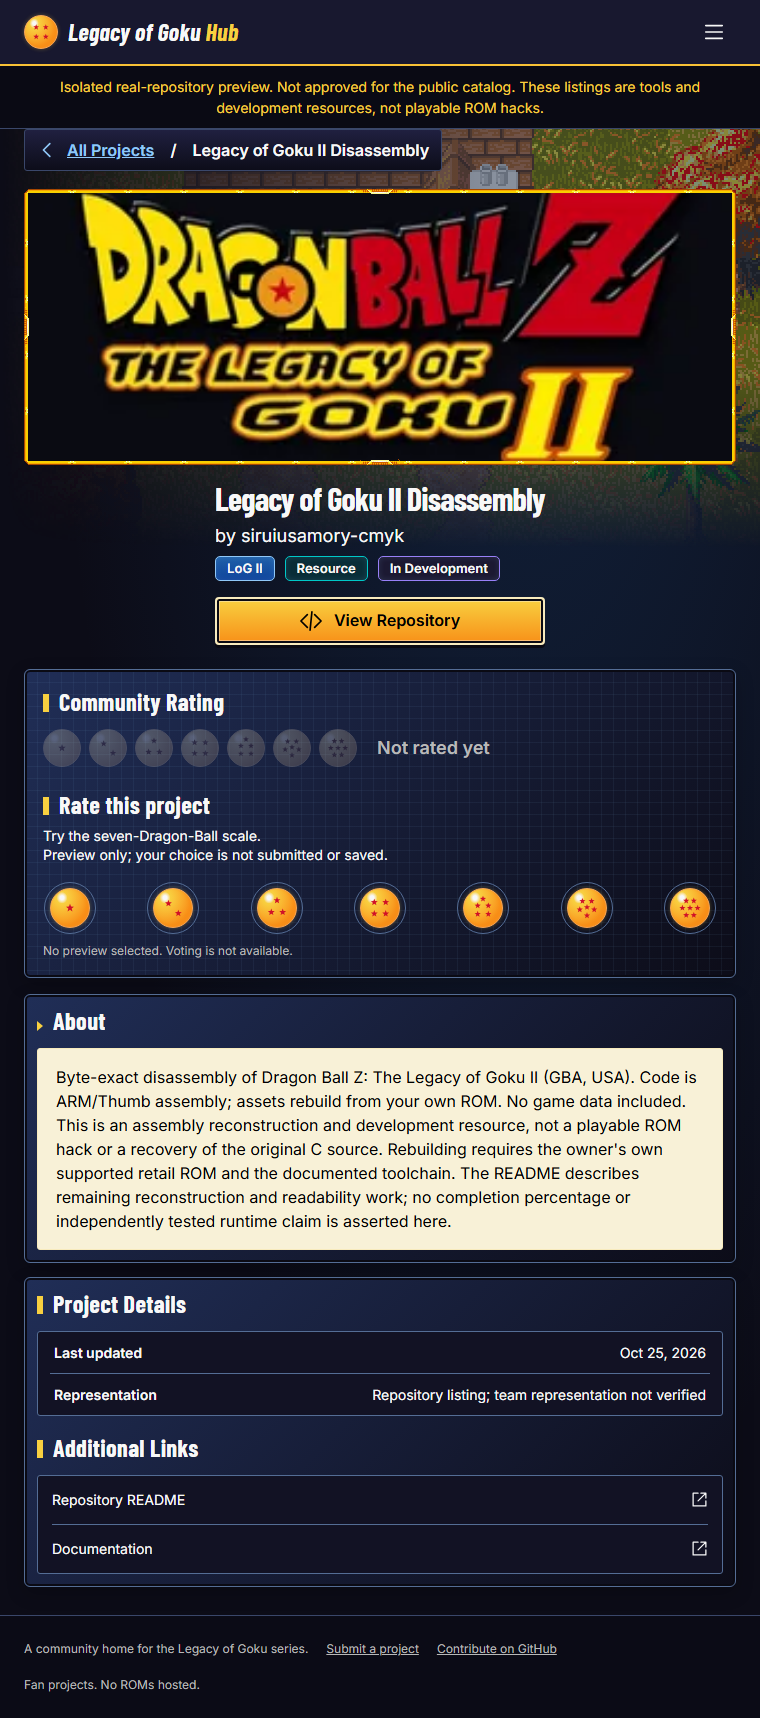 Legacy of Goku Hub
Isolated real-repository preview. Not approved for the public catalog. These listings are tools and
development resources, not playable ROM hacks.
All Projects / Legacy of Goku II Disassembly
DRAGON BALL Z
THE LEGACY OF
GOKU II
Legacy of Goku II Disassembly
by siruiusamory-cmyk
LoG II Resource In Development
View Repository
Community Rating
Not rated yet
Rate this project
Try the seven-Dragon-Ball scale.
Preview only; your choice is not submitted or saved.
No preview selected. Voting is not available.
About
Byte-exact disassembly of Dragon Ball Z: The Legacy of Goku II (GBA, USA). Code is
ARM/Thumb assembly; assets rebuild from your own ROM. No game data included.
This is an assembly reconstruction and development resource, not a playable ROM
hack or a recovery of the original C source. Rebuilding requires the owner's own
supported retail ROM and the documented toolchain. The README describes
remaining reconstruction and readability work; no completion percentage or
independently tested runtime claim is asserted here.
Project Details
Last updated Oct 25, 2026
Representation Repository listing; team representation not verified
Additional Links
Repository README
Documentation
A community home for the Legacy of Goku series. Submit a project Contribute on GitHub
Fan projects. No ROMs hosted.